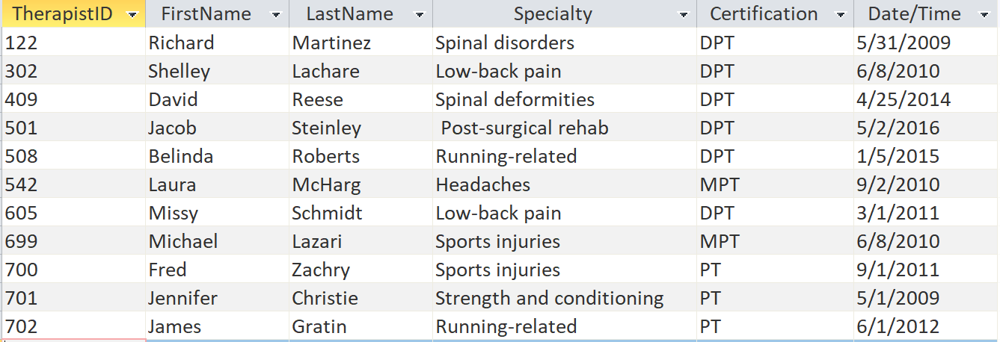 TherapistID FirstName LastName Specialty Certification Date/Time
122 Richard Martinez Spinal disorders DPT 5/31/2009
302 Shelley Lachare Low-back pain DPT 6/8/2010
409 David Reese Spinal deformities DPT 4/25/2014
501 Jacob Steinley Post-surgical rehab DPT 5/2/2016
508 Belinda Roberts Running-related DPT 1/5/2015
542 Laura McHarg Headaches MPT 9/2/2010
605 Missy Schmidt Low-back pain DPT 3/1/2011
699 Michael Lazari Sports injuries MPT 6/8/2010
700 Fred Zachry Sports injuries PT 9/1/2011
701 Jennifer Christie Strength and conditioning PT 5/1/2009
702 James Gratin Running-related PT 6/1/2012